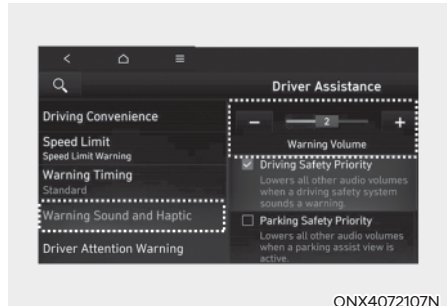 Driver Assistance
Driving Convenience
Speed Limit
Speed Limit Warning
Warning Timing
Standard
Warning Sound and Haptic
Driver Attention Warning
− 2 +
Warning Volume
Driving Safety Priority
Lowers all other audio volumes
when a driving safety system
sounds a warning.
Parking Safety Priority
Lowers all other audio volumes
when a parking assist view is
active.
ONX4072107N